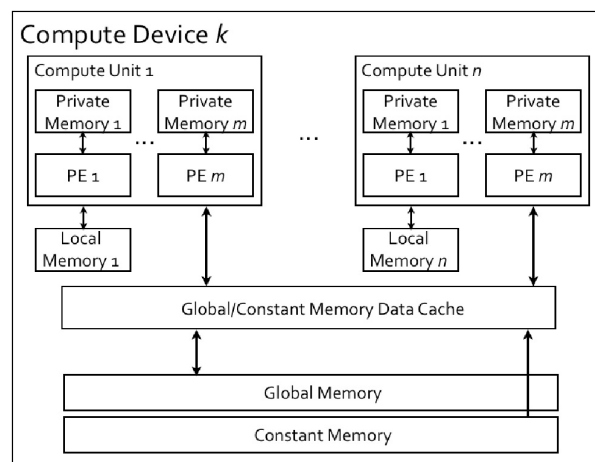 Compute Device k
Compute Unit 1
Private
Memory 1
...
Private
Memory m
PE 1
PE m
Local
Memory 1
...
Compute Unit n
Private
Memory 1
...
Private
Memory m
PE 1
PE m
Local
Memory n
Global/Constant Memory Data Cache
Global Memory
Constant Memory